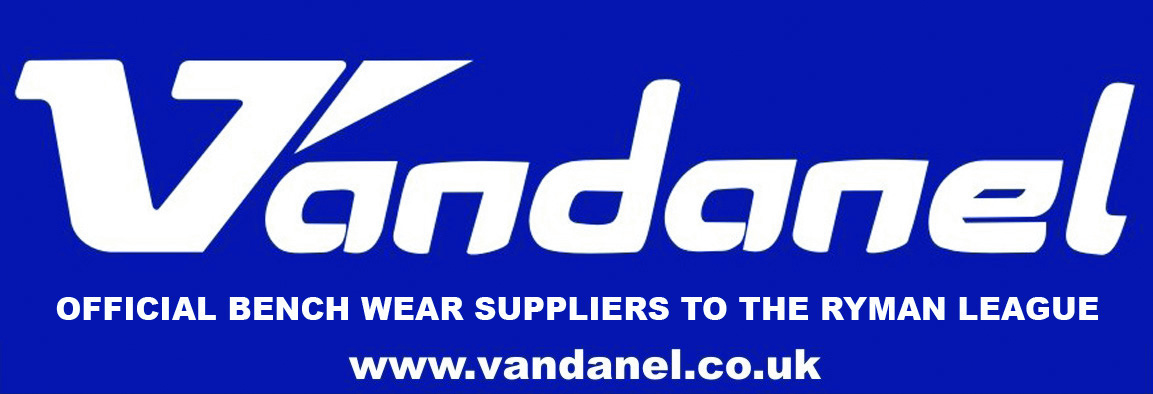 Vandanel
OFFICIAL BENCH WEAR SUPPLIERS TO THE RYMAN LEAGUE
www.vandanel.co.uk